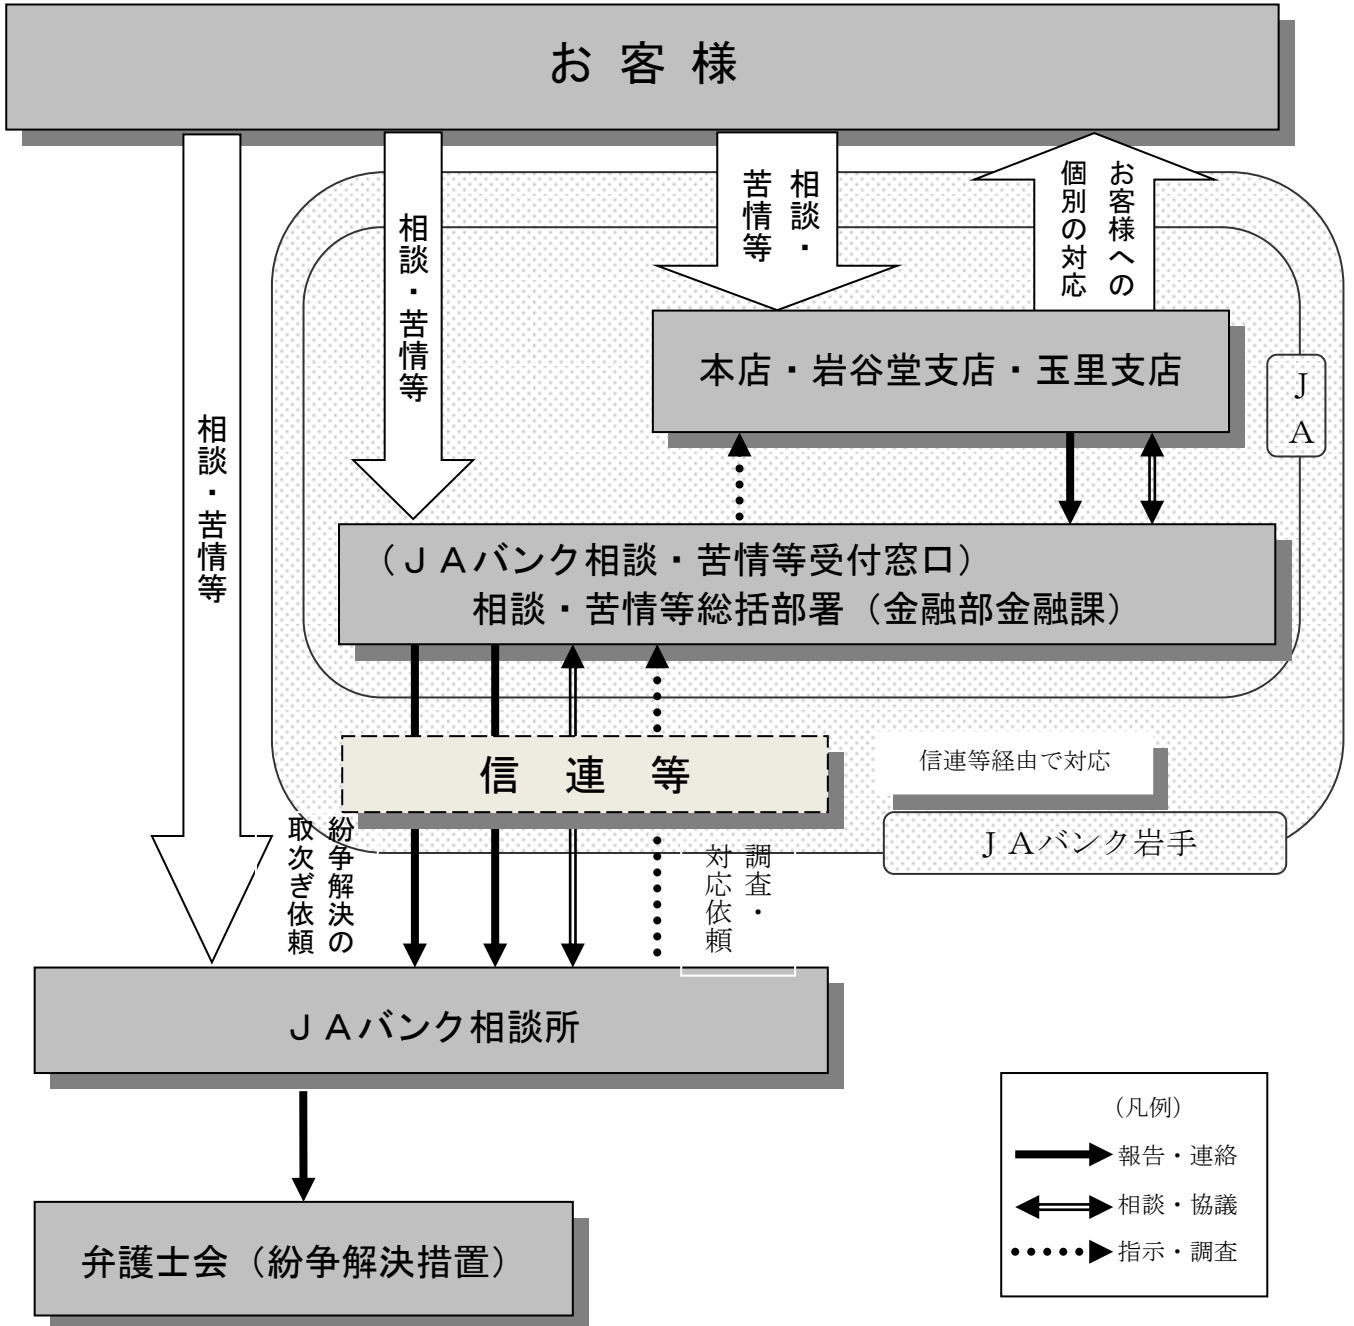 お 客 様
相談・苦情等
相談・苦情等
相談・
苦情等
お客様への
個別の対応
本店・岩谷堂支店・玉里支店
ＪＡ
（ＪＡバンク相談・苦情等受付窓口）
相談・苦情等総括部署（金融部金融課）
信　連　等
信連等経由で対応
ＪＡバンク岩手
紛争解決の
取次ぎ依頼
調査・
対応依頼
ＪＡバンク相談所
弁護士会（紛争解決措置）
（凡例）
報告・連絡
相談・協議
指示・調査